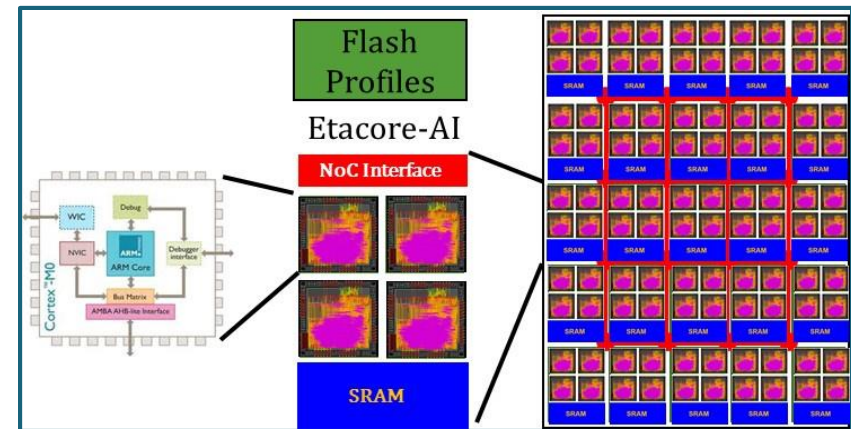 Flash
Profiles
Etacore-AI
NoC Interface
SRAM
Cortex™-M0
WIC
Debug
NVIC
ARM
ARM Core
Debugger
interface
Bus Matrix
AMBA AHB-lite Interface
SRAM SRAM SRAM SRAM SRAM
SRAM SRAM SRAM SRAM SRAM
SRAM SRAM SRAM SRAM SRAM
SRAM SRAM SRAM SRAM SRAM
SRAM SRAM SRAM SRAM SRAM